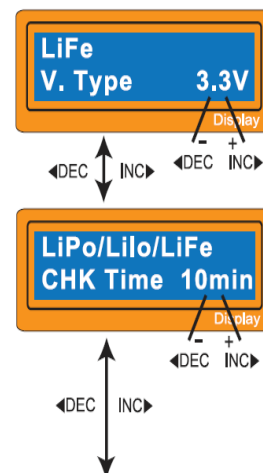 LiFe
V. Type 3.3V
Display
- +
◀DEC INC▶ ◀DEC INC▶
LiPo/Lilo/LiFe
CHK Time 10min
Display
- +
◀DEC INC▶
◀DEC INC▶